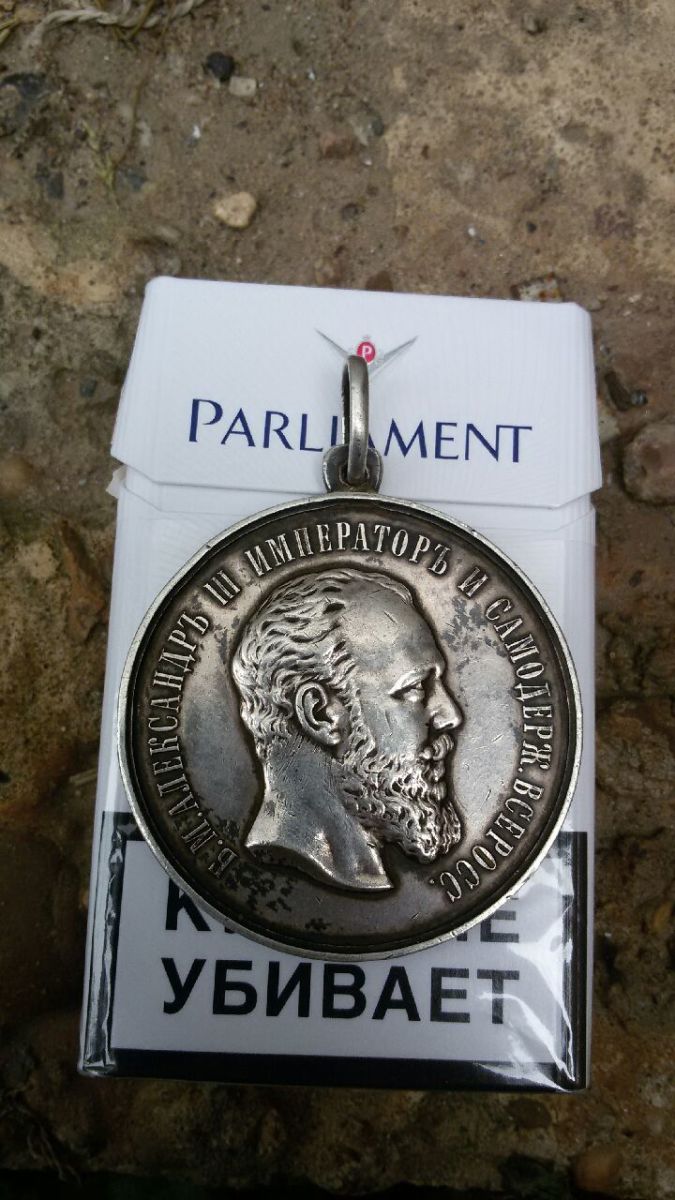 P
PARLIAMENT
Б. М. АЛЕКСАНДРЪ III ИМПЕРАТОРЪ И САМОДЕРЖ. ВСЕРОСС.
УБИВАЕТ